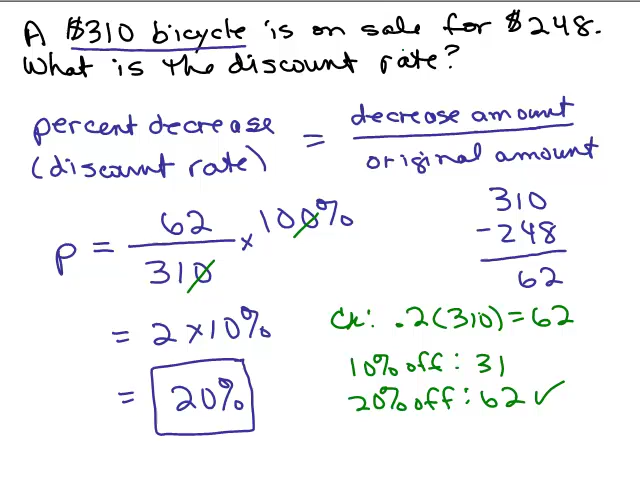 A $310 bicycle is on sale for $248.
What is the discount rate?
percent decrease (discount rate) = decrease amount / original amount
310
-248
62
p = 62 / 310 × 100%
= 2 × 10%
= 20%
Ck: .2(310) = 62
10% off: 31
20% off: 62 ✓